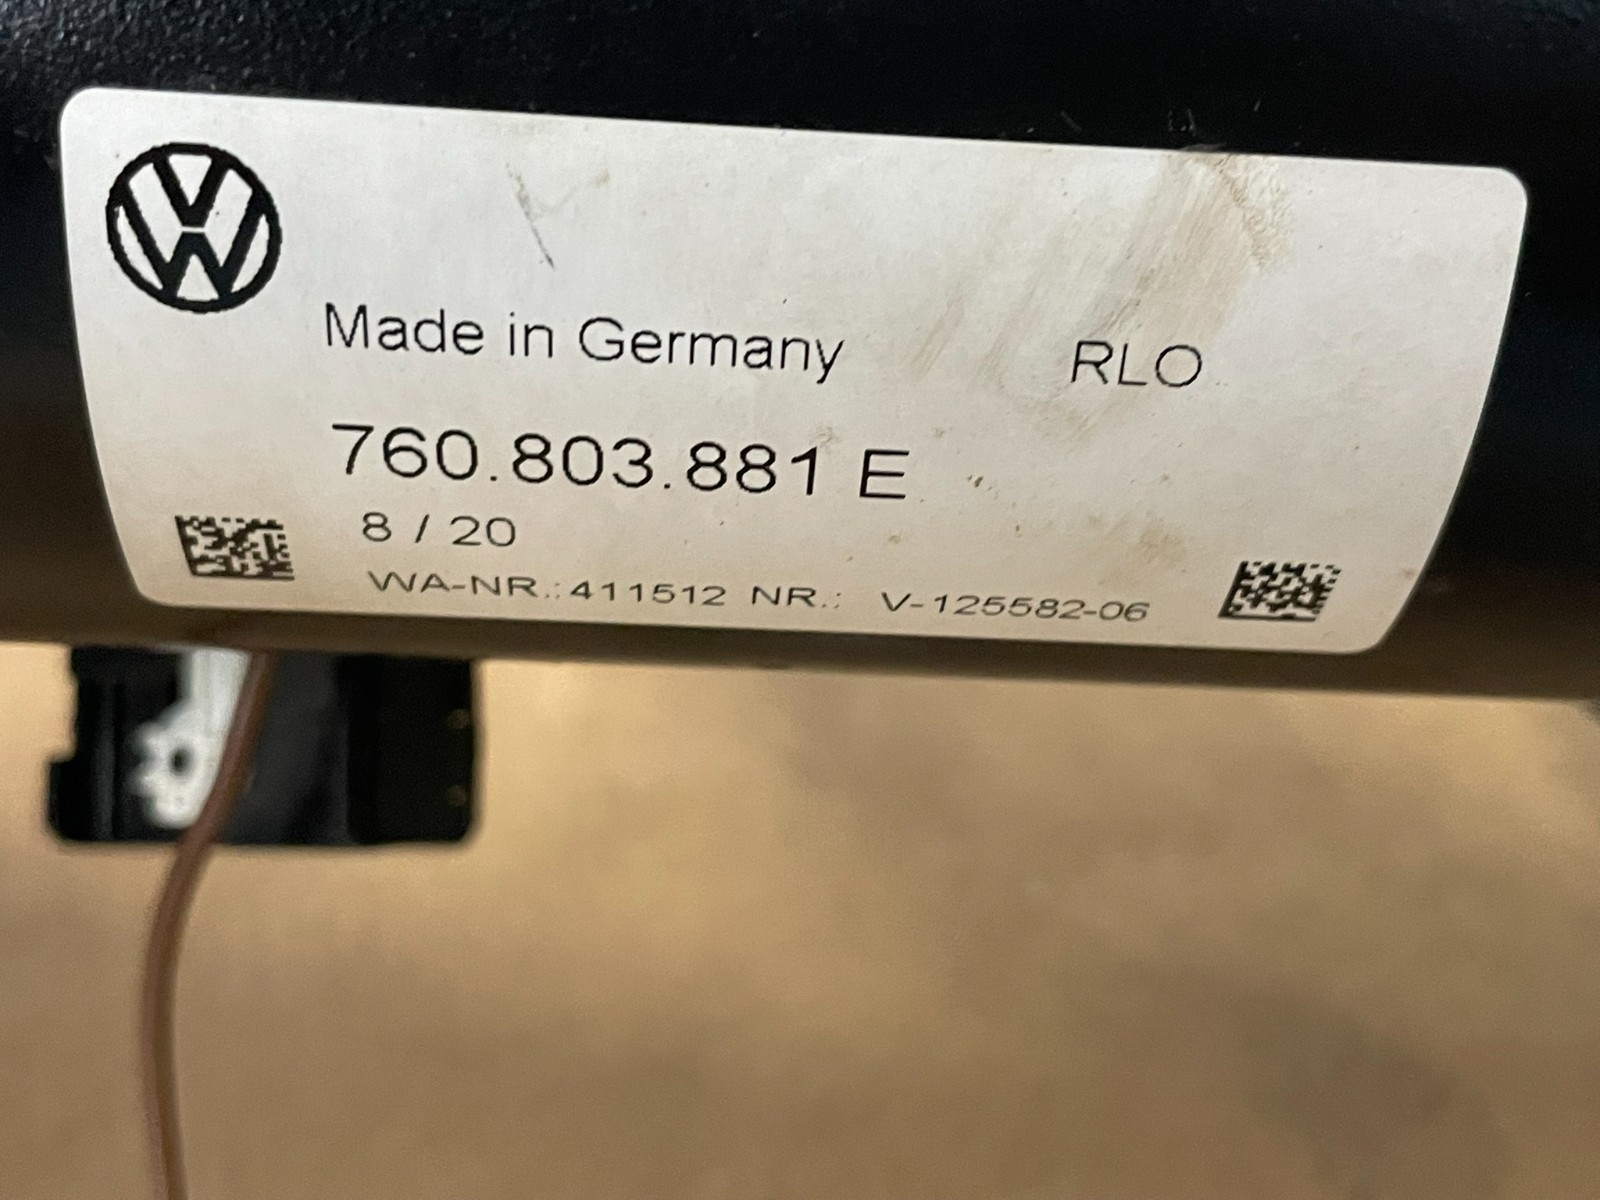 Made in Germany RLO
760.803.881 E
8 / 20
WA-NR.:411512 NR.: V-125582-06